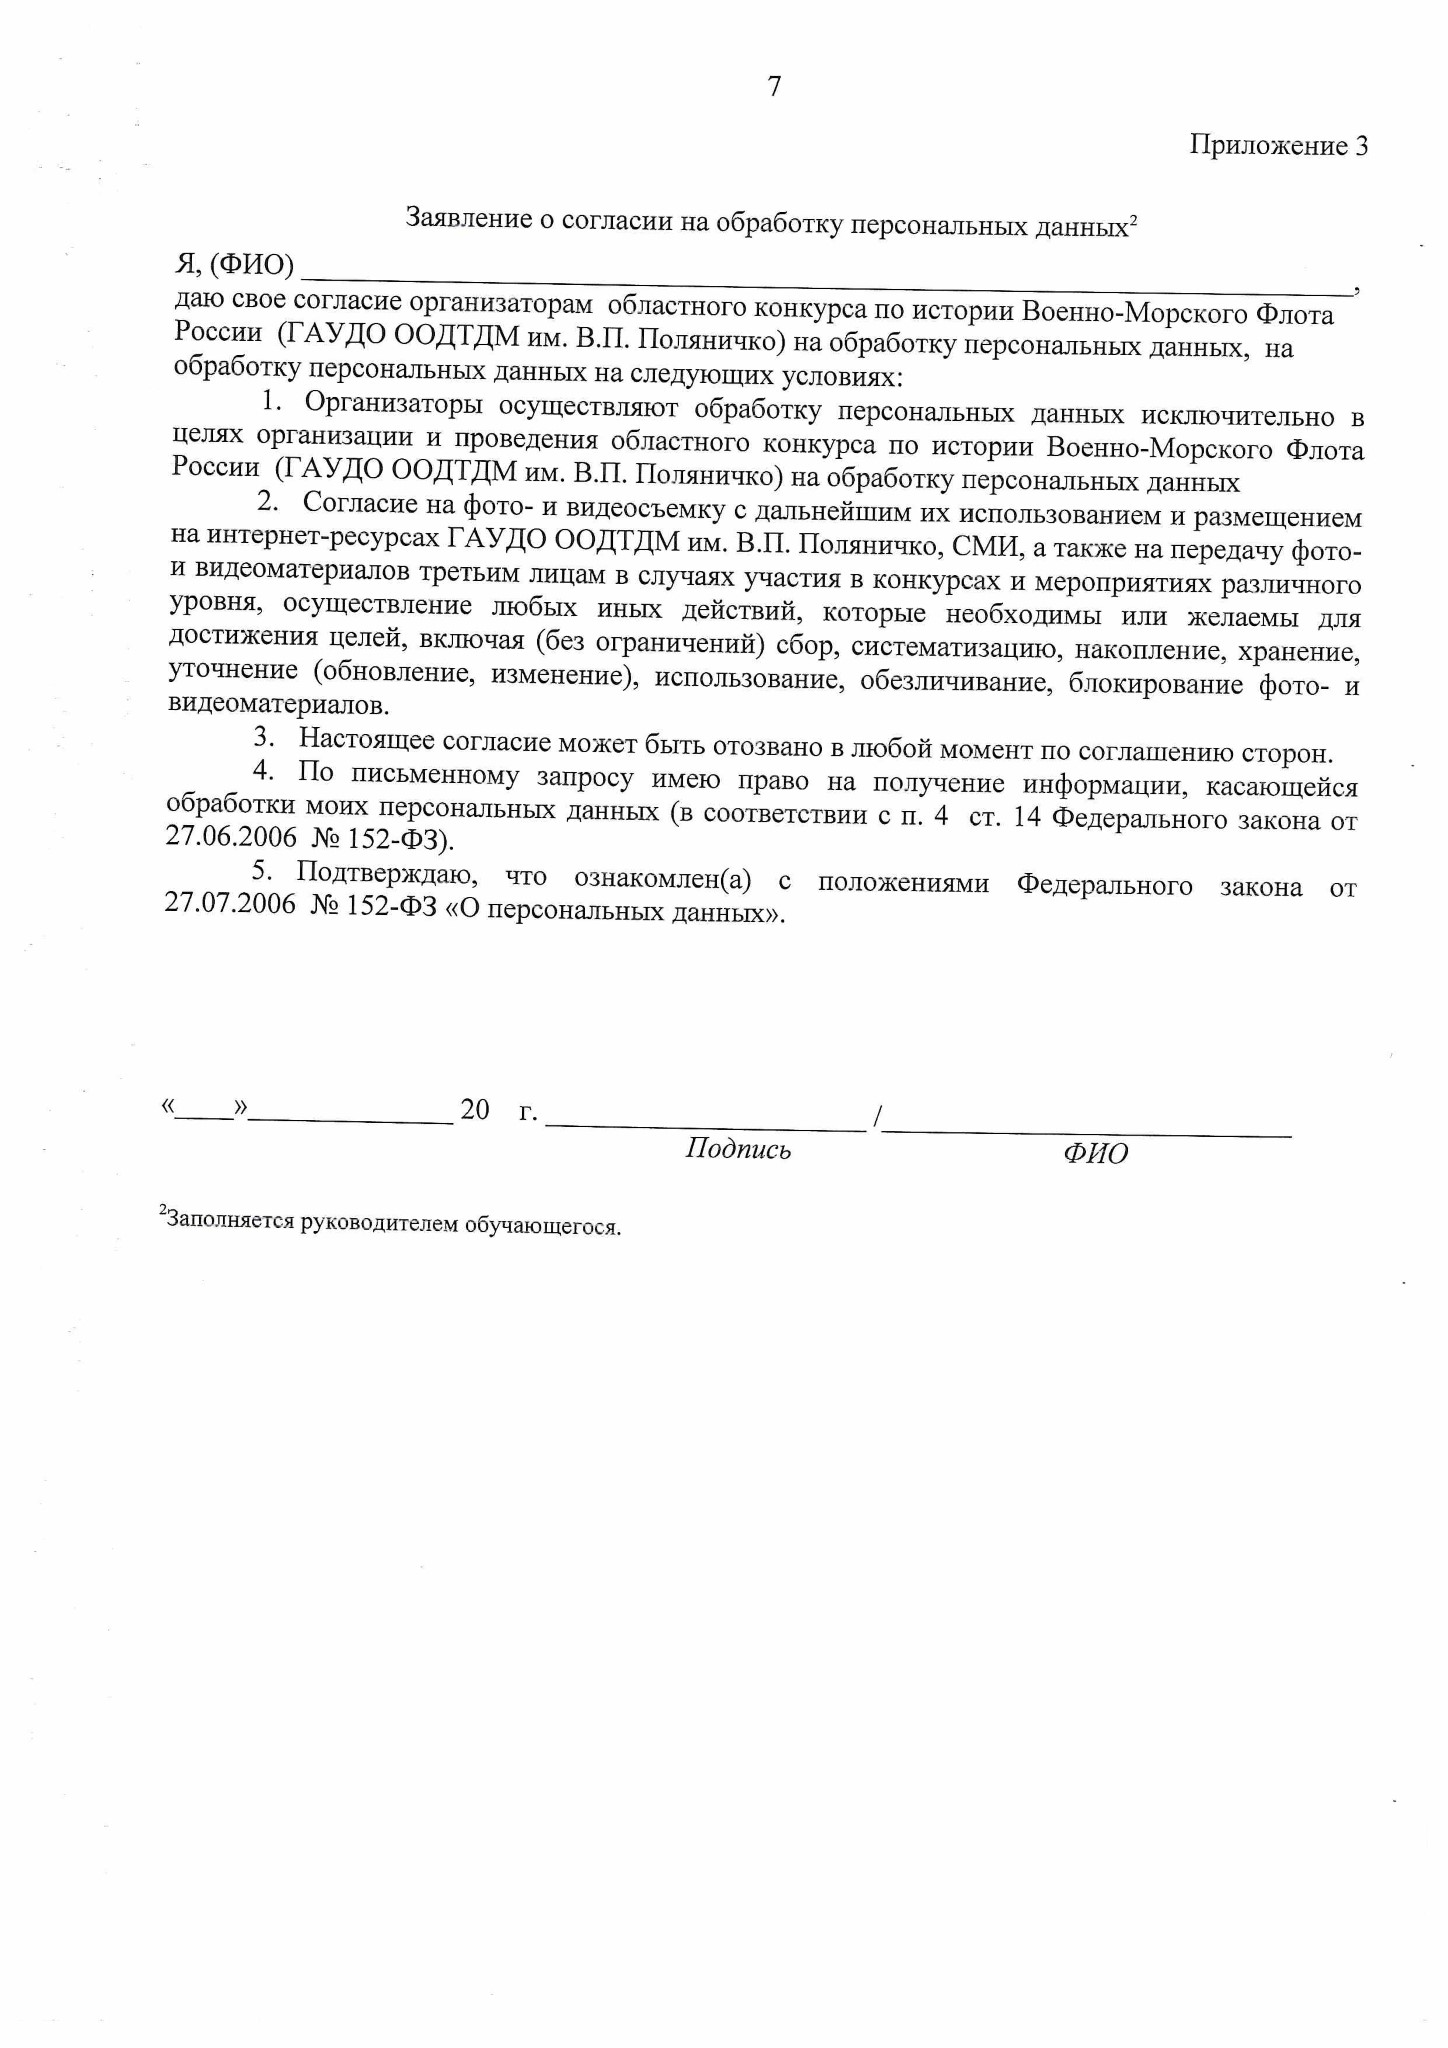 7
Приложение 3
Заявление о согласии на обработку персональных данных²
Я, (ФИО) ______________________________________________,
даю свое согласие организаторам областного конкурса по истории Военно-Морского Флота
России (ГАУДО ООДТДМ им. В.П. Поляничко) на обработку персональных данных, на
обработку персональных данных на следующих условиях:
1. Организаторы осуществляют обработку персональных данных исключительно в
целях организации и проведения областного конкурса по истории Военно-Морского Флота
России (ГАУДО ООДТДМ им. В.П. Поляничко) на обработку персональных данных
2. Согласие на фото- и видеосъемку с дальнейшим их использованием и размещением
на интернет-ресурсах ГАУДО ООДТДМ им. В.П. Поляничко, СМИ, а также на передачу фото-
и видеоматериалов третьим лицам в случаях участия в конкурсах и мероприятиях различного
уровня, осуществление любых иных действий, которые необходимы или желаемы для
достижения целей, включая (без ограничений) сбор, систематизацию, накопление, хранение,
уточнение (обновление, изменение), использование, обезличивание, блокирование фото- и
видеоматериалов.
3. Настоящее согласие может быть отозвано в любой момент по соглашению сторон.
4. По письменному запросу имею право на получение информации, касающейся
обработки моих персональных данных (в соответствии с п. 4 ст. 14 Федерального закона от
27.06.2006 № 152-ФЗ).
5. Подтверждаю, что ознакомлен(а) с положениями Федерального закона от
27.07.2006 № 152-ФЗ «О персональных данных».
«____»______________ 20 г. ______________________ /____________________________
Подпись ФИО
²Заполняется руководителем обучающегося.